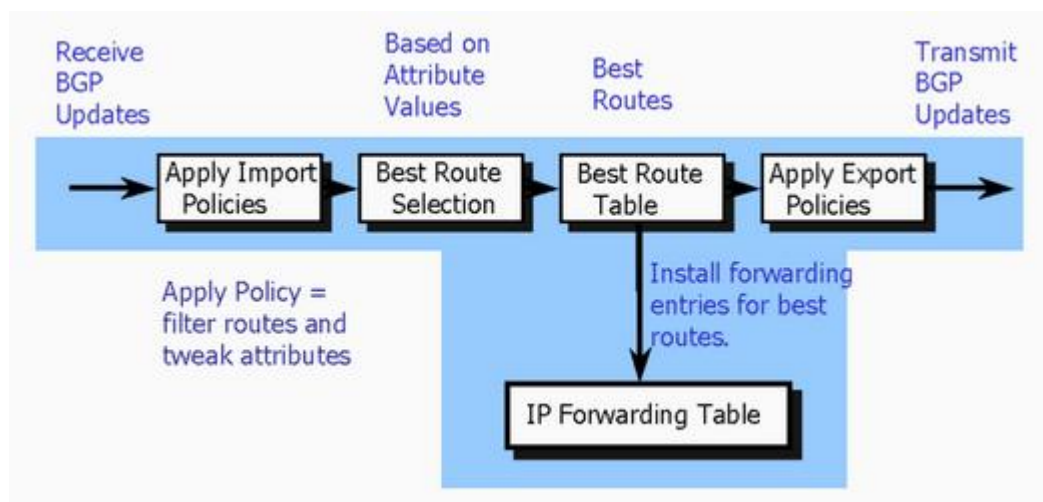 Receive
BGP
Updates
Based on
Attribute
Values
Best
Routes
Transmit
BGP
Updates
Apply Import
Policies
Best Route
Selection
Best Route
Table
Apply Export
Policies
Apply Policy =
filter routes and
tweak attributes
Install forwarding
entries for best
routes.
IP Forwarding Table